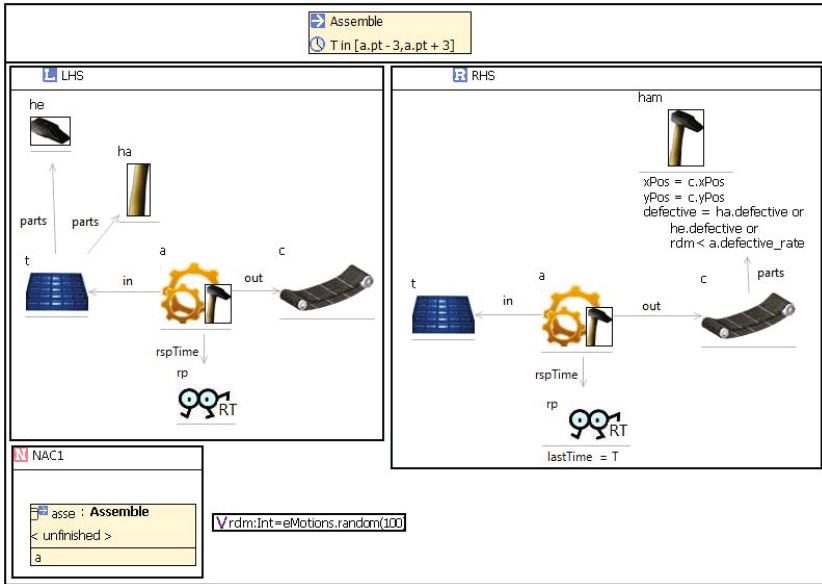 Assemble
T in [a.pt - 3,a.pt + 3]
L LHS
he
ha
parts
parts
t
a
c
in
out
rspTime
rp
RT
R RHS
ham
xPos = c.xPos
yPos = c.yPos
defective = ha.defective or
he.defective or
rdm < a.defective_rate
parts
t
a
c
in
out
rspTime
rp
RT
lastTime = T
N NAC1
asse : Assemble
< unfinished >
a
V rdm:Int=eMotions.random(100